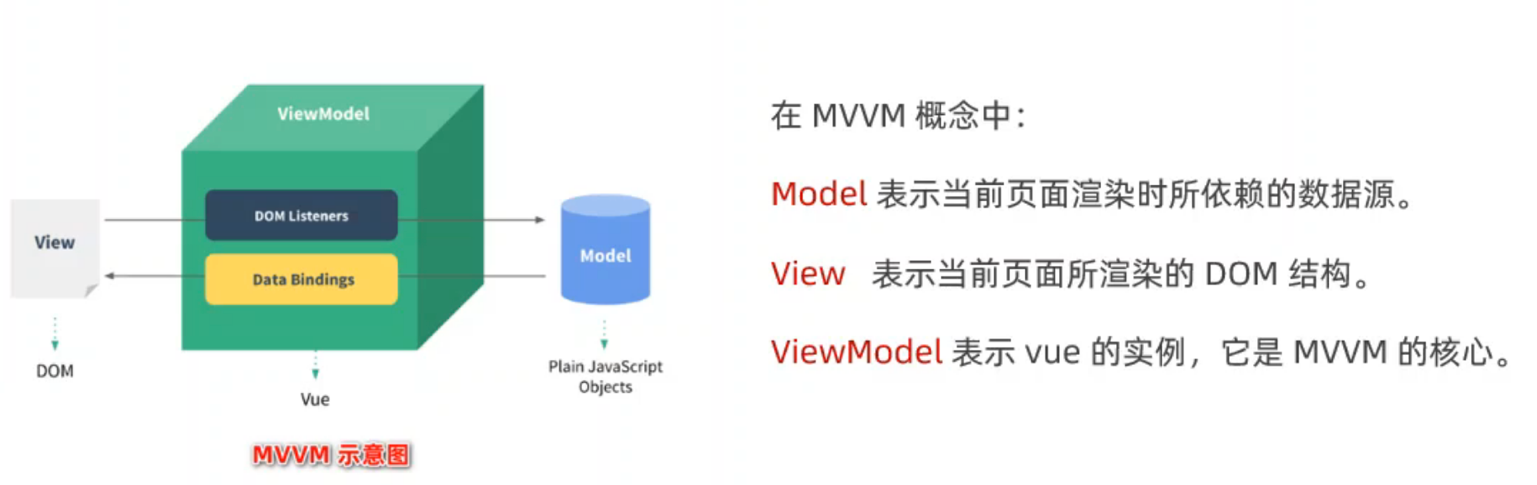 ViewModel
DOM Listeners
View
Data Bindings
Model
DOM
Vue
Plain JavaScript
Objects
MVVM 示意图
在 MVVM 概念中：
Model 表示当前页面渲染时所依赖的数据源。
View 表示当前页面所渲染的 DOM 结构。
ViewModel 表示 vue 的实例，它是 MVVM 的核心。